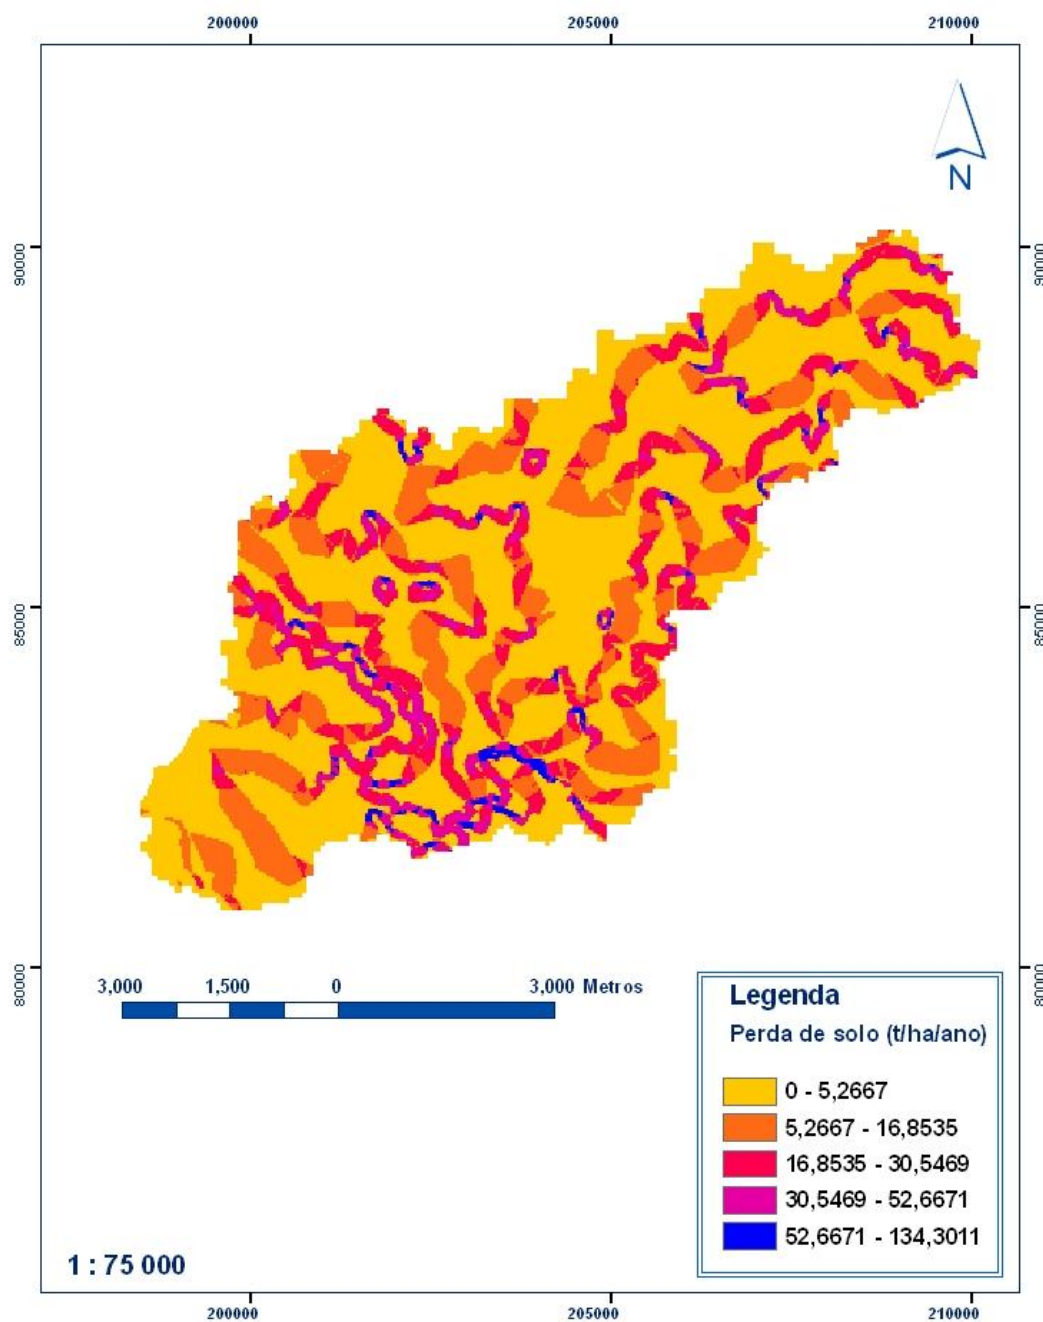 200000 205000 210000
N
90000 90000
85000 85000
80000 80000
3,000 1,500 0 3,000 Metros
Legenda
Perda de solo (t/ha/ano)
0 - 5,2667
5,2667 - 16,8535
16,8535 - 30,5469
30,5469 - 52,6671
52,6671 - 134,3011
1 : 75 000
200000 205000 210000